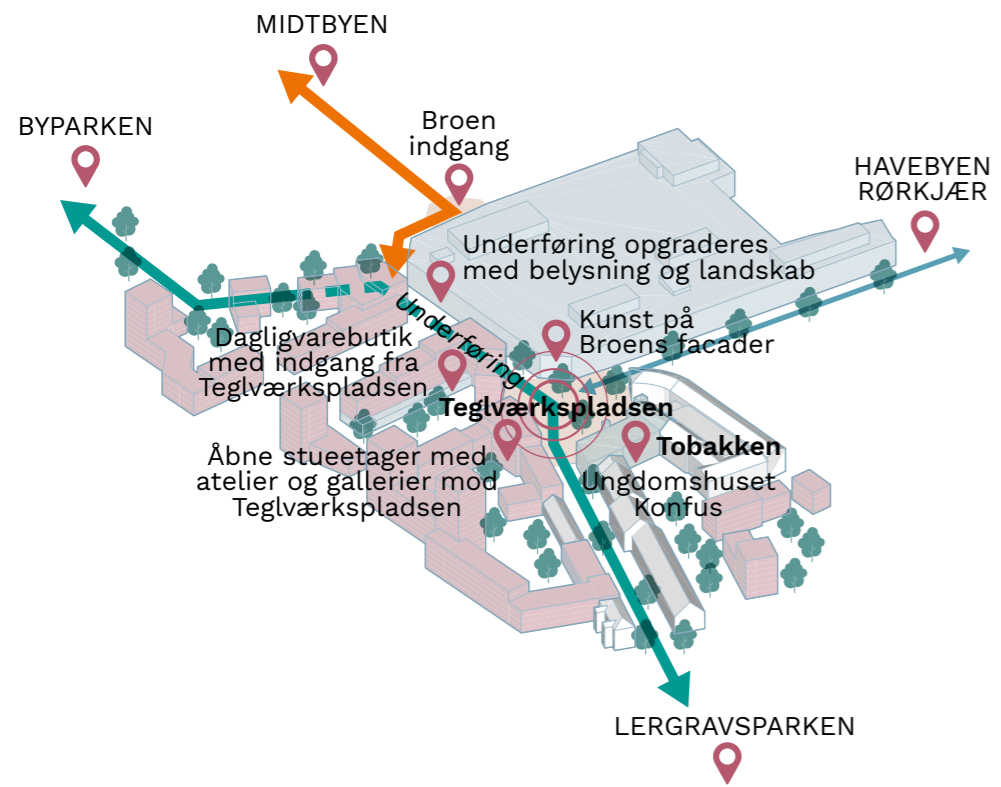 MIDTBYEN
BYPARKEN
Broen
indgang
HAVEBYEN
RØRKJÆR
Underføring opgraderes
med belysning og landskab
Underføring
Kunst på
Broens facader
Dagligvarebutik
med indgang fra
Teglværkspladsen
Teglværkspladsen
Tobakken
Åbne stueetager med
atelier og gallerier mod
Teglværkspladsen
Ungdomshuset
Konfus
LERGRAVSPARKEN